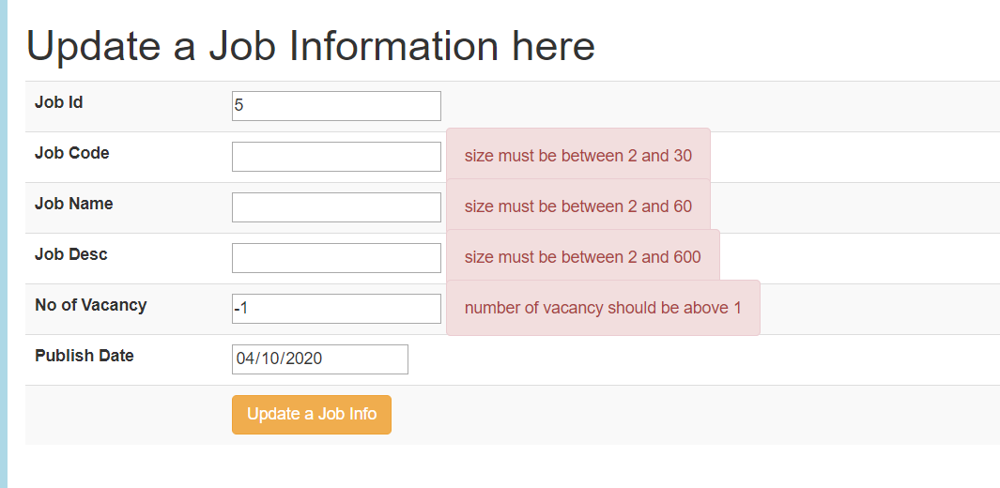 Update a Job Information here
Job Id 5
Job Code size must be between 2 and 30
Job Name size must be between 2 and 60
Job Desc size must be between 2 and 600
No of Vacancy -1 number of vacancy should be above 1
Publish Date 04/10/2020
Update a Job Info